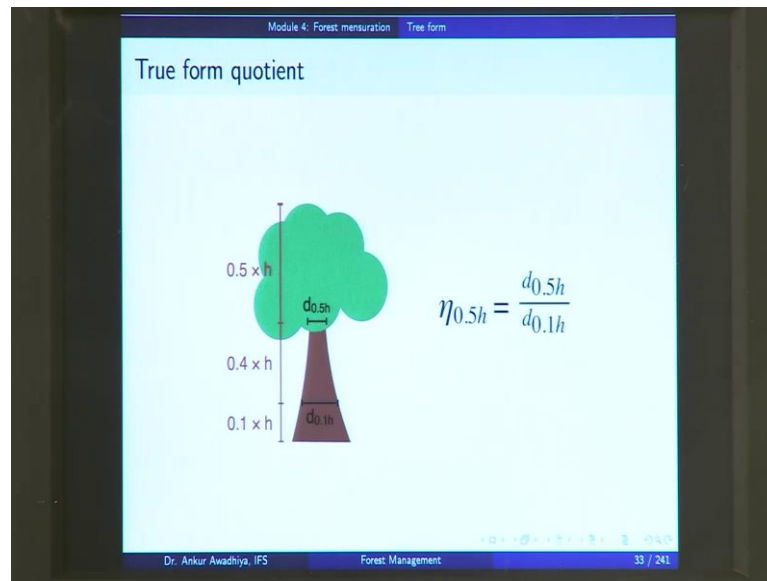 Module 4: Forest mensuration Tree form
True form quotient
0.5 × h
d0.5h
0.4 × h
0.1 × h
d0.1h
η0.5h = d0.5h / d0.1h
Dr. Ankur Awadhiya, IFS Forest Management 33 / 241